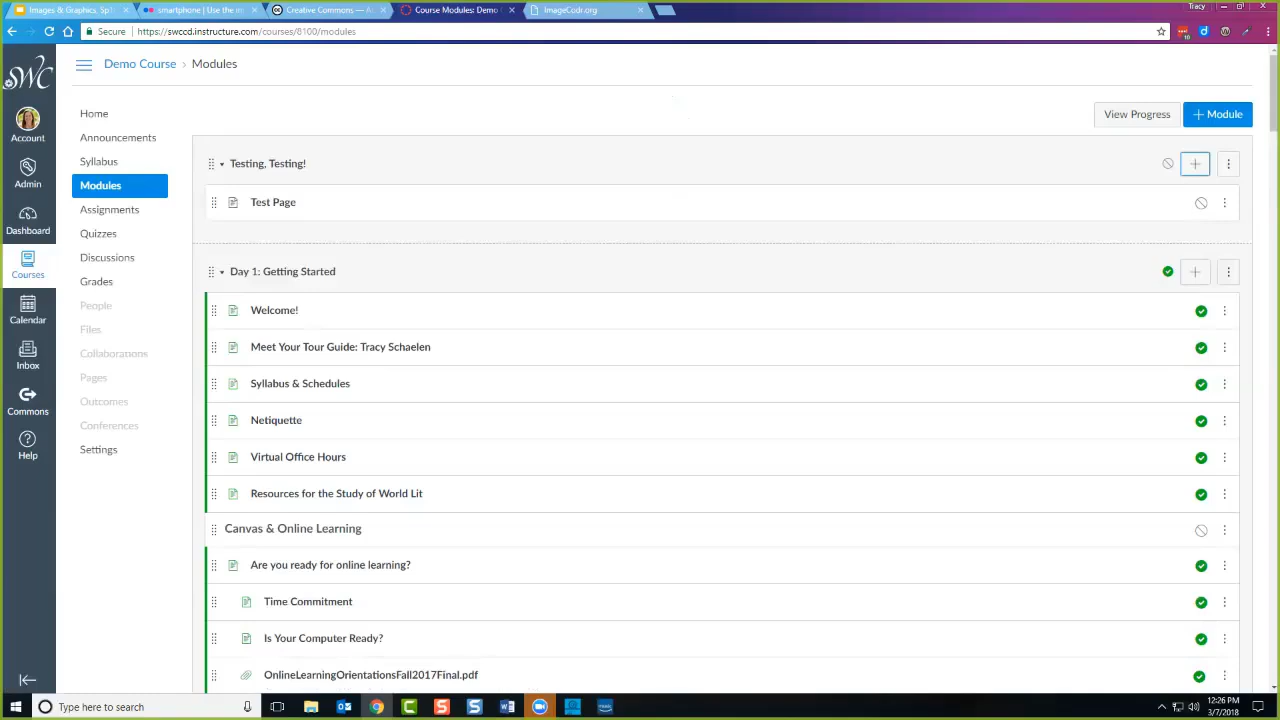 Images & Graphics, Sp
smartphone | Use the in
Creative Commons — A
Course Modules: Demo
ImageCodr.org
Tracy
Secure
https://swccd.instructure.com/courses/8100/modules
SWC
Demo Course > Modules
Account
Admin
Dashboard
Courses
Calendar
Inbox
Commons
Help
Home
Announcements
Syllabus
Modules
Assignments
Quizzes
Discussions
Grades
People
Files
Collaborations
Pages
Outcomes
Conferences
Settings
View Progress
+ Module
Testing, Testing!
Test Page
Day 1: Getting Started
Welcome!
Meet Your Tour Guide: Tracy Schaelen
Syllabus & Schedules
Netiquette
Virtual Office Hours
Resources for the Study of World Lit
Canvas & Online Learning
Are you ready for online learning?
Time Commitment
Is Your Computer Ready?
OnlineLearningOrientationsFall2017Final.pdf
Type here to search
12:26 PM
3/7/2018